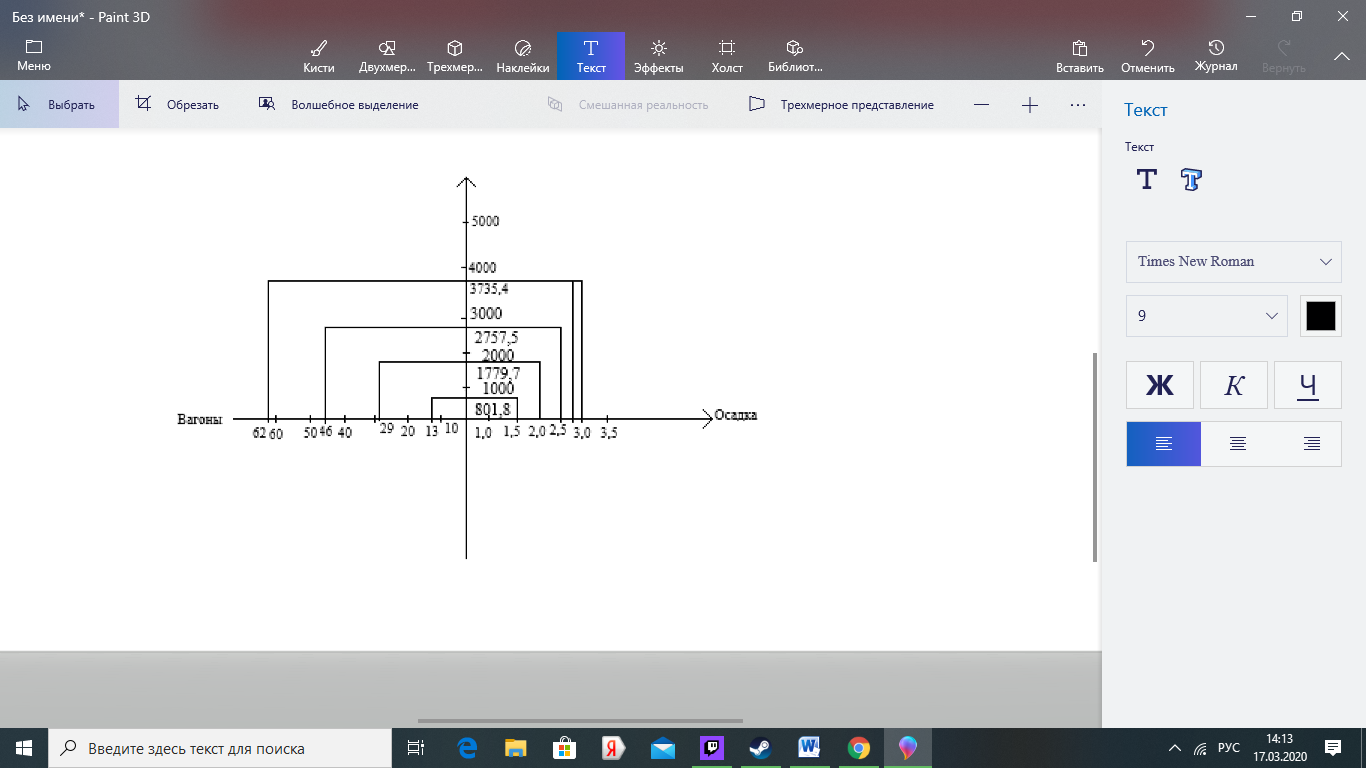 Без имени* - Paint 3D
Меню
Кисти Двухмер... Трехмер... Наклейки Текст Эффекты Холст Библиот... Вставить Отменить Журнал Вернуть
Выбрать Обрезать Волшебное выделение Смешанная реальность Трехмерное представление
Текст
Текст
Т Т
Times New Roman
9
Ж К Ч
5000
4000
3735,4
3000
2757,5
2000
1779,7
1000
801,8
Вагоны
Осадка
62 60 50 46 40 29 20 13 10 1,0 1,5 2,0 2,5 3,0 3,5
Введите здесь текст для поиска
РУС
14:13
17.03.2020